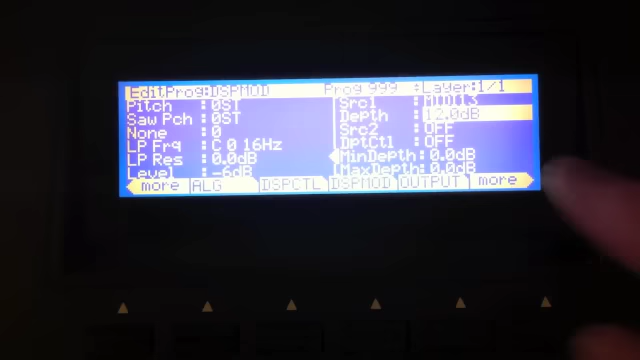 EditProg:DSPMOD Prog 999 :Layer:1/1
Pitch :0ST Src1 :MIDI13
Saw Pch :0ST Depth :12.0dB
None :0 Src2 :OFF
LP Frq :C 0 16Hz DptCtl :OFF
LP Res :0.0dB MinDepth:0.0dB
Level :-6dB MaxDepth:0.0dB
more ALG DSPCTL DSPMOD OUTPUT more